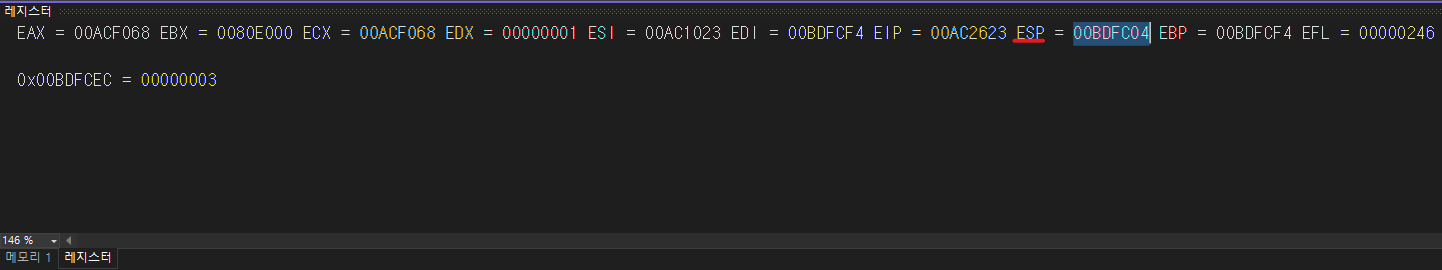 레지스터
EAX = 00ACF068 EBX = 0080E000 ECX = 00ACF068 EDX = 00000001 ESI = 00AC1023 EDI = 00BDFCF4 EIP = 00AC2623 ESP = 00BDFC04 EBP = 00BDFCF4 EFL = 00000246
0x00BDFCEC = 00000003
146 %
메모리 1 레지스터